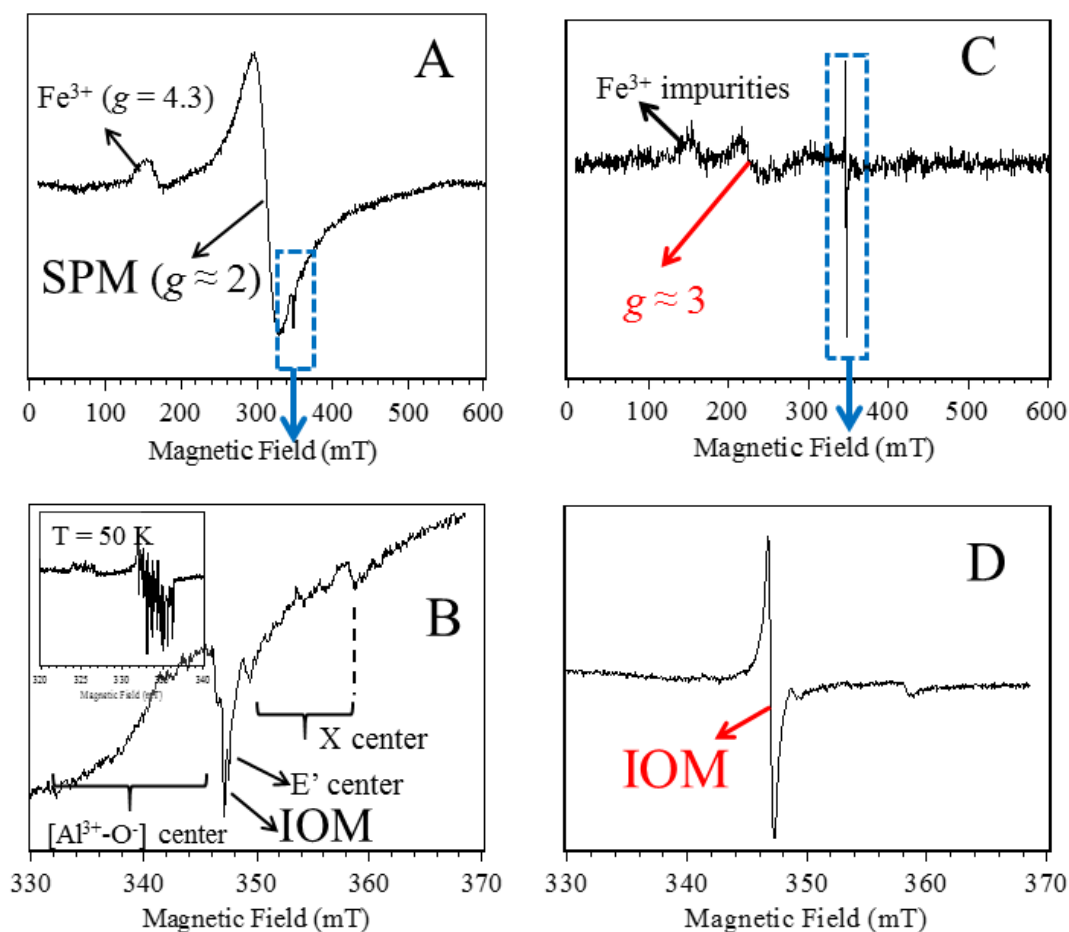 A
Fe³⁺ (g = 4.3)
SPM (g ≈ 2)
0 100 200 300 400 500 600
Magnetic Field (mT)
C
Fe³⁺ impurities
g ≈ 3
0 100 200 300 400 500 600
Magnetic Field (mT)
T = 50 K
320 325 330 335 340
Magnetic Field (mT)
B
X center
E’ center
IOM
[Al³⁺-O⁻] center
330 340 350 360 370
Magnetic Field (mT)
D
IOM
330 340 350 360 370
Magnetic Field (mT)